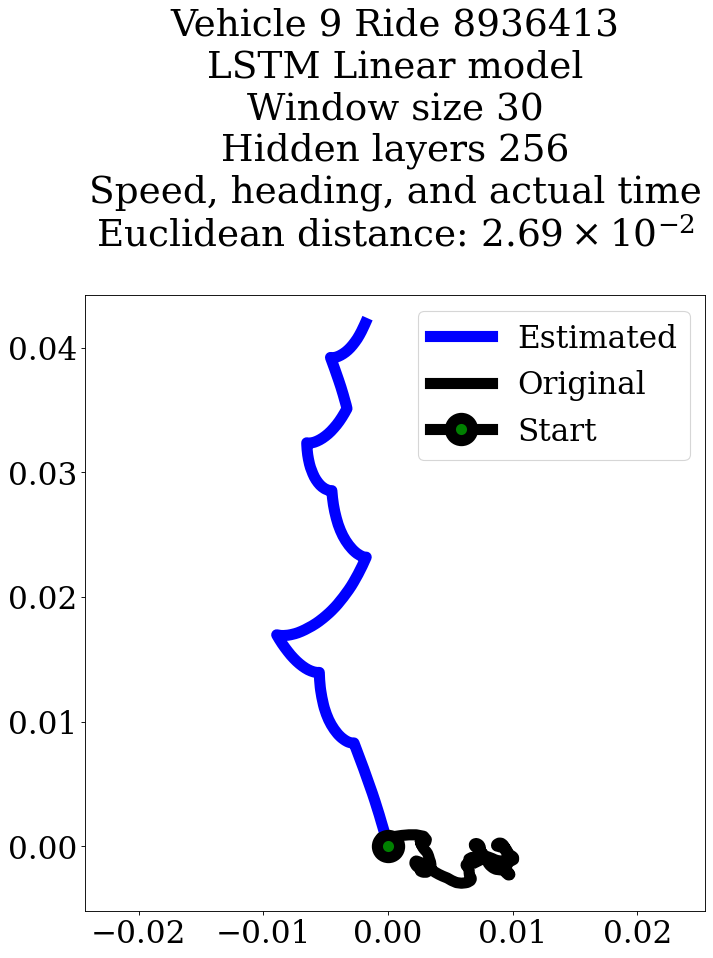 Vehicle 9 Ride 8936413
LSTM Linear model
Window size 30
Hidden layers 256
Speed, heading, and actual time
Euclidean distance: 2.69 × 10⁻²
Estimated
Original
Start
0.04
0.03
0.02
0.01
0.00
−0.02 −0.01 0.00 0.01 0.02